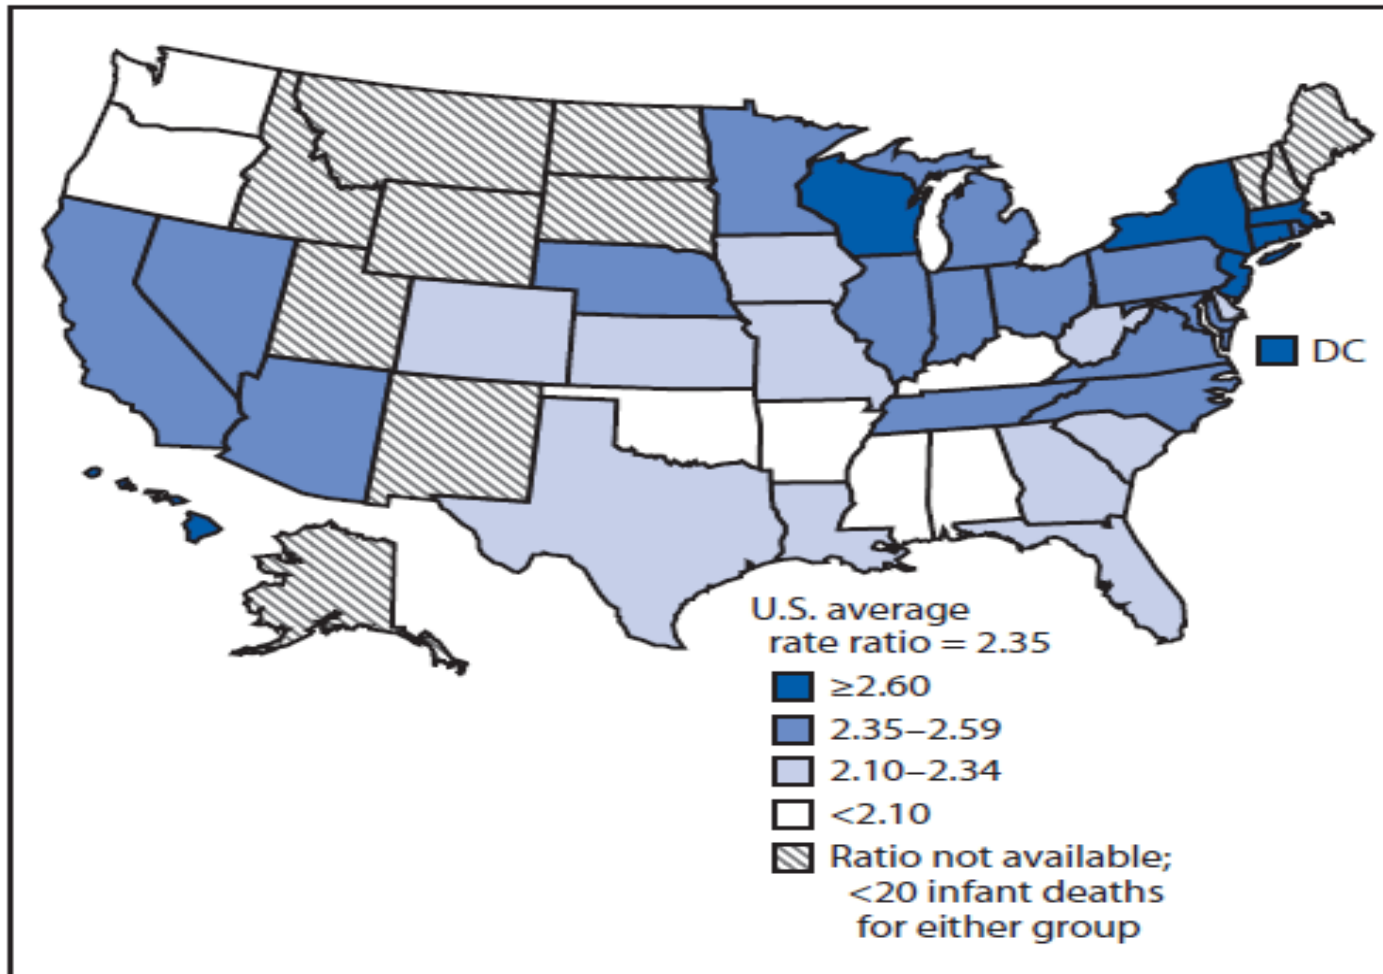 DC
U.S. average
rate ratio = 2.35
≥2.60
2.35–2.59
2.10–2.34
<2.10
Ratio not available;
<20 infant deaths
for either group